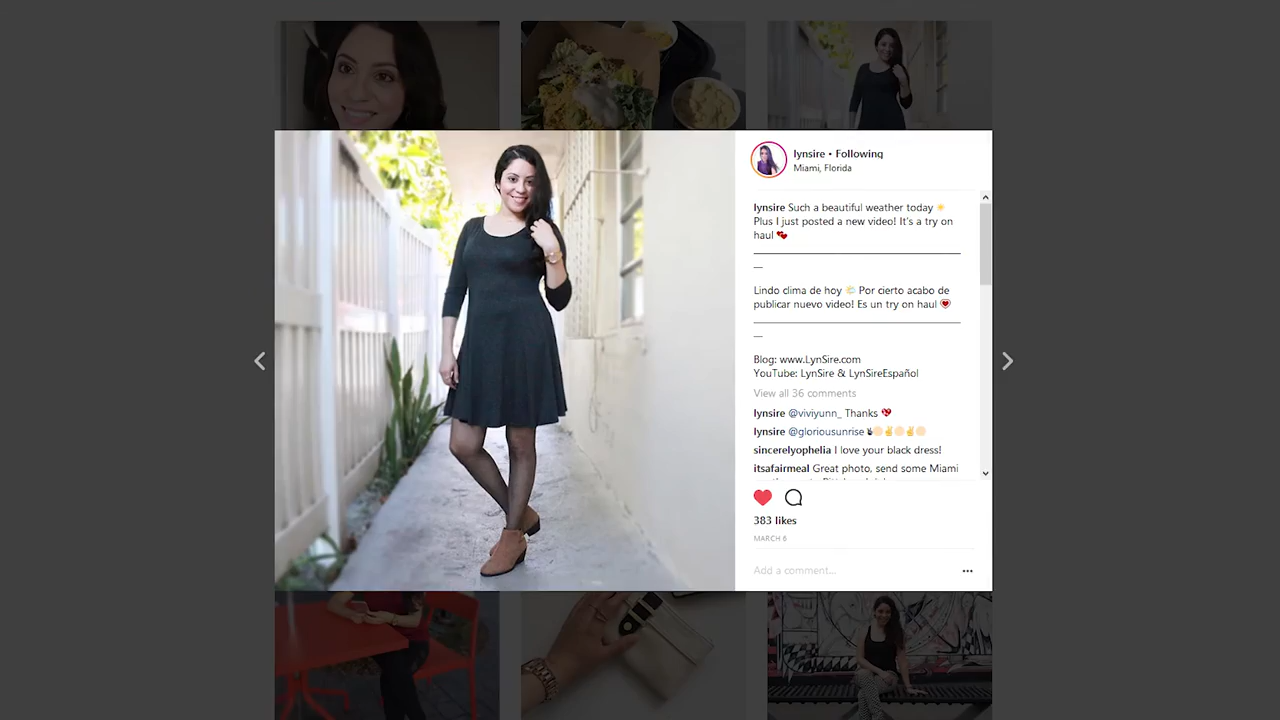 lynsire • Following
Miami, Florida
lynsire Such a beautiful weather today ☀️
Plus I just posted a new video! It's a try on
haul 💕
Lindo clima de hoy 🌤️ Por cierto acabo de
publicar nuevo video! Es un try on haul 💗
Blog: www.LynSire.com
YouTube: LynSire & LynSireEspañol
View all 36 comments
lynsire @viviyunn_ Thanks 💖
lynsire @gloriousunrise ✌🏻✌🏻✌🏻
sincerelyophelia I love your black dress!
itsafairmeal Great photo, send some Miami
383 likes
MARCH 6
Add a comment...